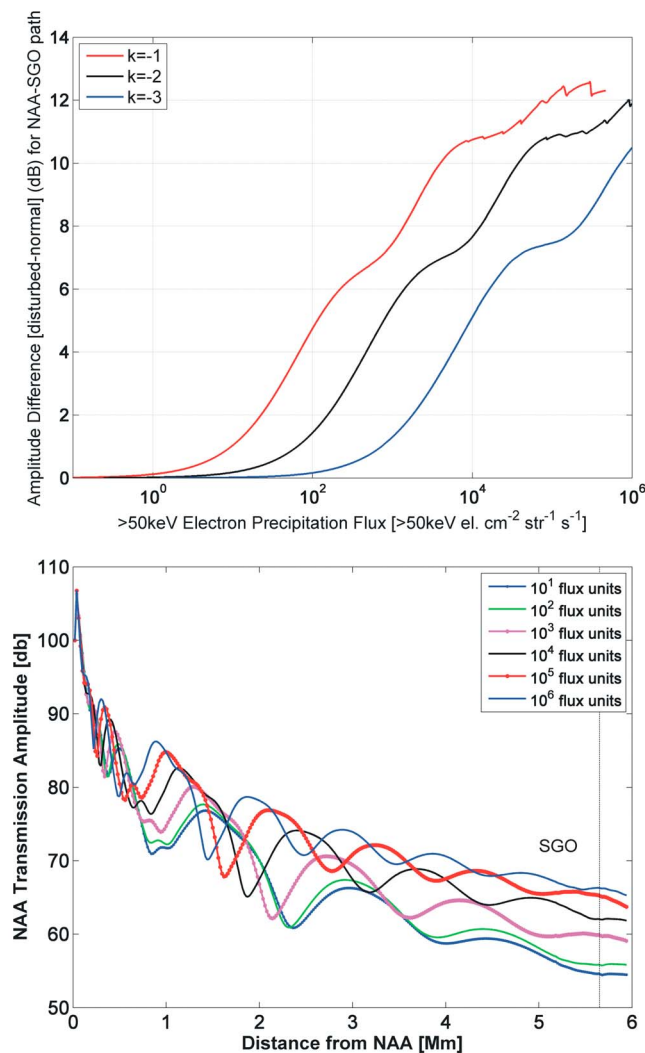 Amplitude Difference [disturbed-normal] (dB) for NAA-SGO path
14
12
10
8
6
4
2
0
k=-1
k=-2
k=-3
10⁰
10²
10⁴
10⁶
>50keV Electron Precipitation Flux [>50keV el. cm⁻² str⁻¹ s⁻¹]
NAA Transmission Amplitude [db]
110
100
90
80
70
60
50
10¹ flux units
10² flux units
10³ flux units
10⁴ flux units
10⁵ flux units
10⁶ flux units
SGO
0
1
2
3
4
5
6
Distance from NAA [Mm]